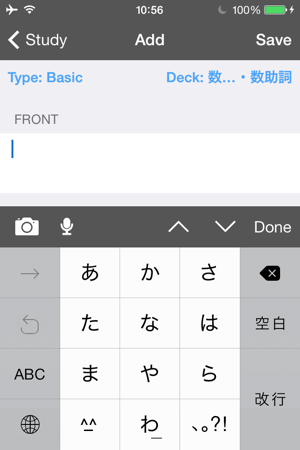 10:56
100%
Study
Add
Save
Type: Basic
Deck: 数…・数助詞
FRONT
Done
あ
か
さ
た
な
は
空白
ABC
ま
や
ら
改行
^_^
わ
、。?!